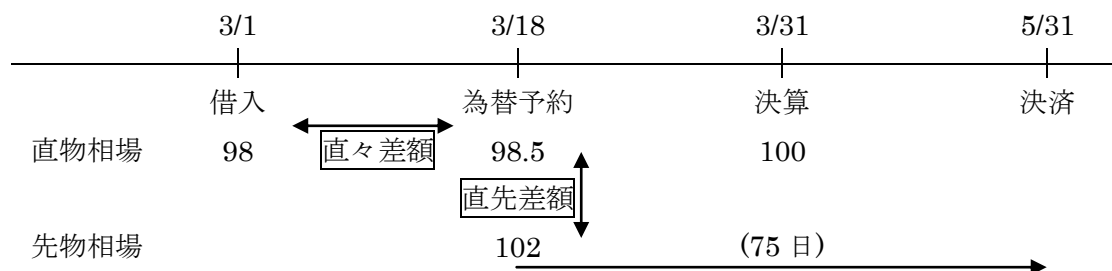 3/1 3/18 3/31 5/31
借入 為替予約 決算 決済
直物相場 98 直々差額 98.5 100
直先差額
先物相場 102 (75 日)